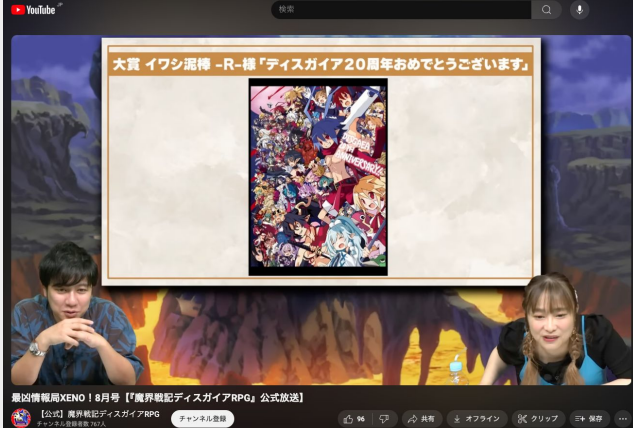 YouTube JP
検索
大賞 イワシ泥棒 -R-様「ディスガイア20周年おめでとうございます」
ANNIVERSARY
最凶情報局XENO！8月号【『魔界戦記ディスガイアRPG』公式放送】
【公式】魔界戦記ディスガイアRPG
チャンネル登録者数 767人
チャンネル登録
96
共有
オフライン
クリップ
保存